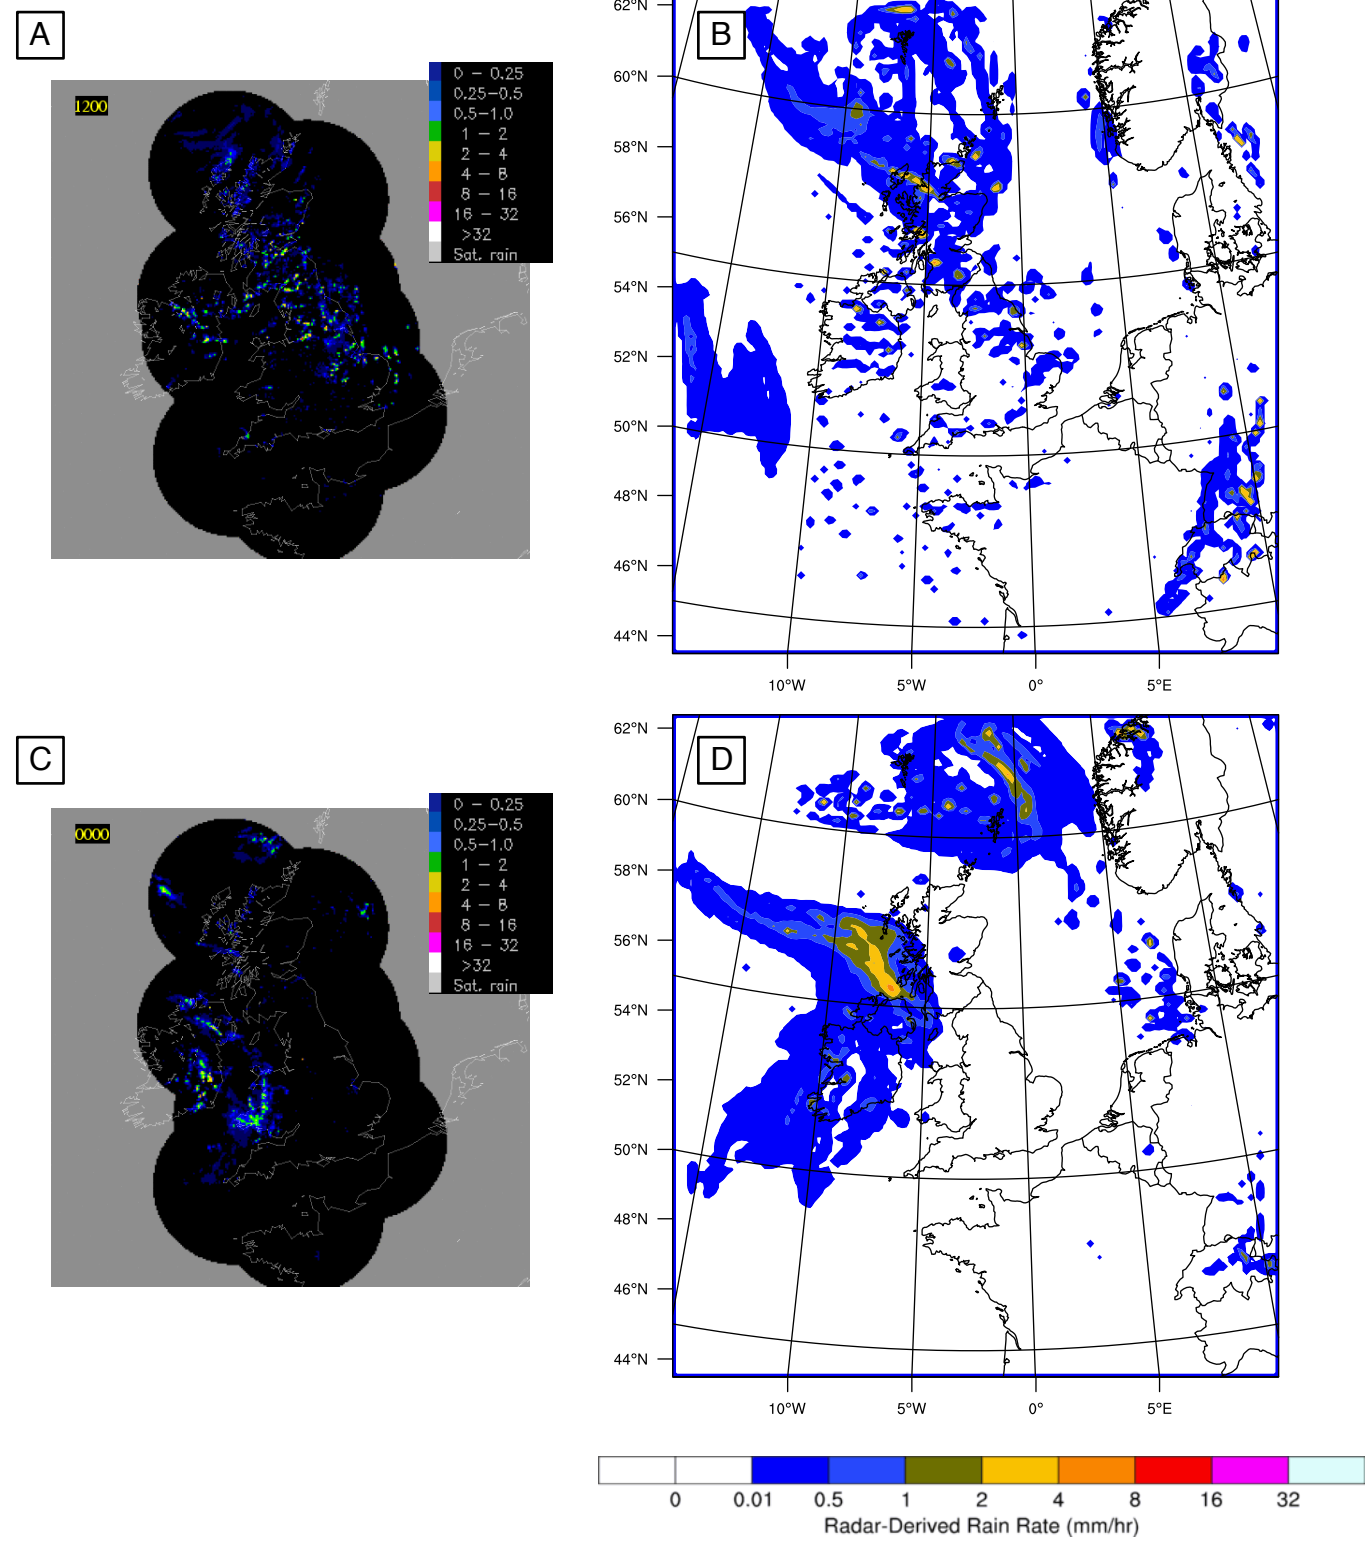 A
1200
0 - 0.25
0.25-0.5
0.5-1.0
1 - 2
2 - 4
4 - 8
8 - 16
16 - 32
>32
Sat. rain
B
62°N
60°N
58°N
56°N
54°N
52°N
50°N
48°N
46°N
44°N
10°W 5°W 0° 5°E
C
0000
0 - 0.25
0.25-0.5
0.5-1.0
1 - 2
2 - 4
4 - 8
8 - 16
16 - 32
>32
Sat. rain
D
62°N
60°N
58°N
56°N
54°N
52°N
50°N
48°N
46°N
44°N
10°W 5°W 0° 5°E
0 0.01 0.5 1 2 4 8 16 32
Radar-Derived Rain Rate (mm/hr)